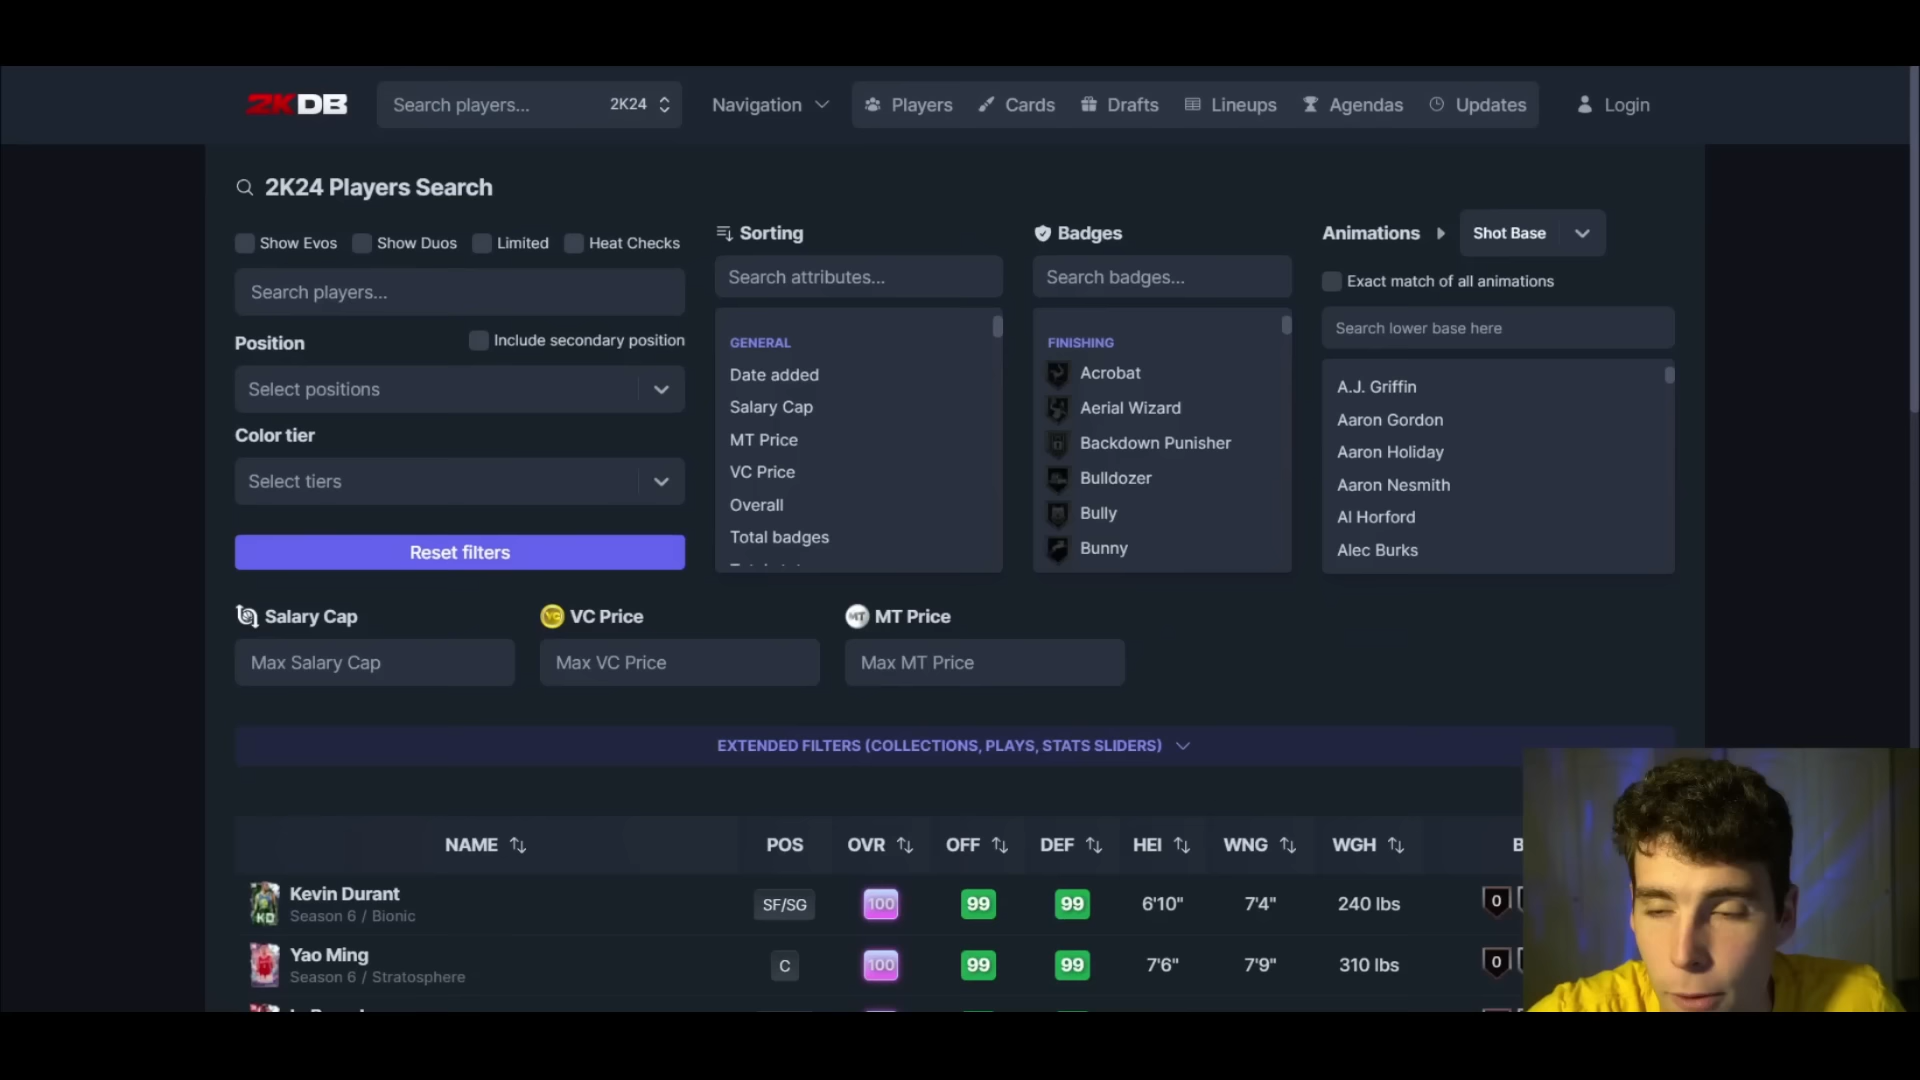 2KDB
Search players...
2K24
Navigation
Players
Cards
Drafts
Lineups
Agendas
Updates
Login
2K24 Players Search
Show Evos
Show Duos
Limited
Heat Checks
Search players...
Position
Include secondary position
Select positions
Color tier
Select tiers
Reset filters
Sorting
Search attributes...
GENERAL
Date added
Salary Cap
MT Price
VC Price
Overall
Total badges
Badges
Search badges...
FINISHING
Acrobat
Aerial Wizard
Backdown Punisher
Bulldozer
Bully
Bunny
Animations
Shot Base
Exact match of all animations
Search lower base here
A.J. Griffin
Aaron Gordon
Aaron Holiday
Aaron Nesmith
Al Horford
Alec Burks
Salary Cap
Max Salary Cap
VC VC Price
Max VC Price
MT MT Price
Max MT Price
EXTENDED FILTERS (COLLECTIONS, PLAYS, STATS SLIDERS)
NAME POS OVR OFF DEF HEI WNG WGH B
Kevin Durant
Season 6 / Bionic
SF/SG 100 99 99 6'10" 7'4" 240 lbs 0
Yao Ming
Season 6 / Stratosphere
C 100 99 99 7'6" 7'9" 310 lbs 0